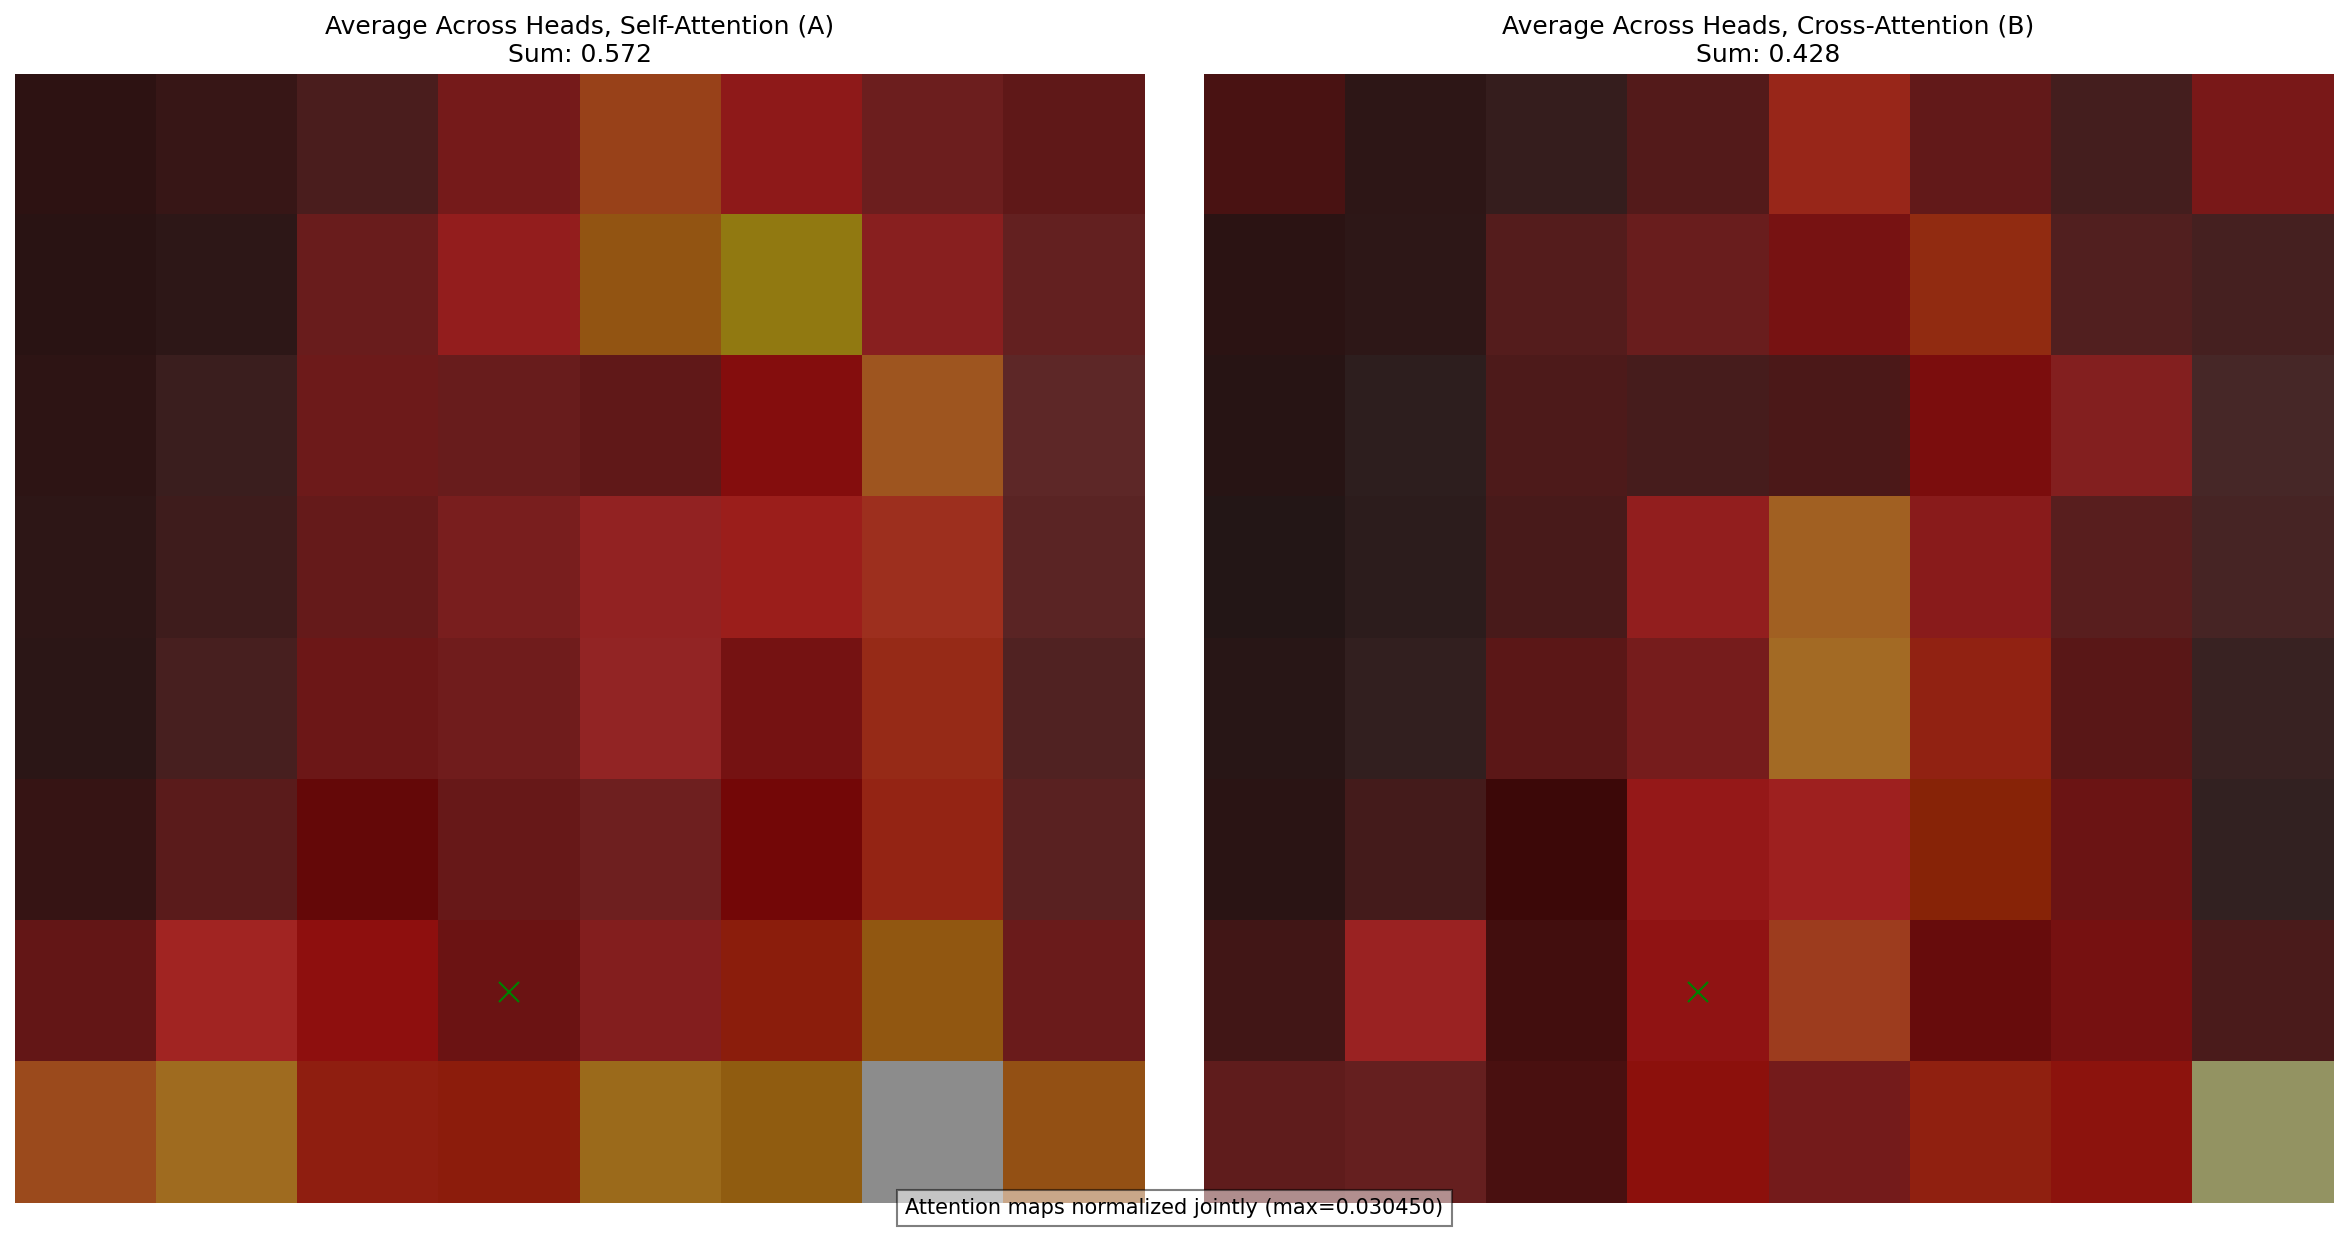 Average Across Heads, Self-Attention (A)
Sum: 0.572
Average Across Heads, Cross-Attention (B)
Sum: 0.428
Attention maps normalized jointly (max=0.030450)